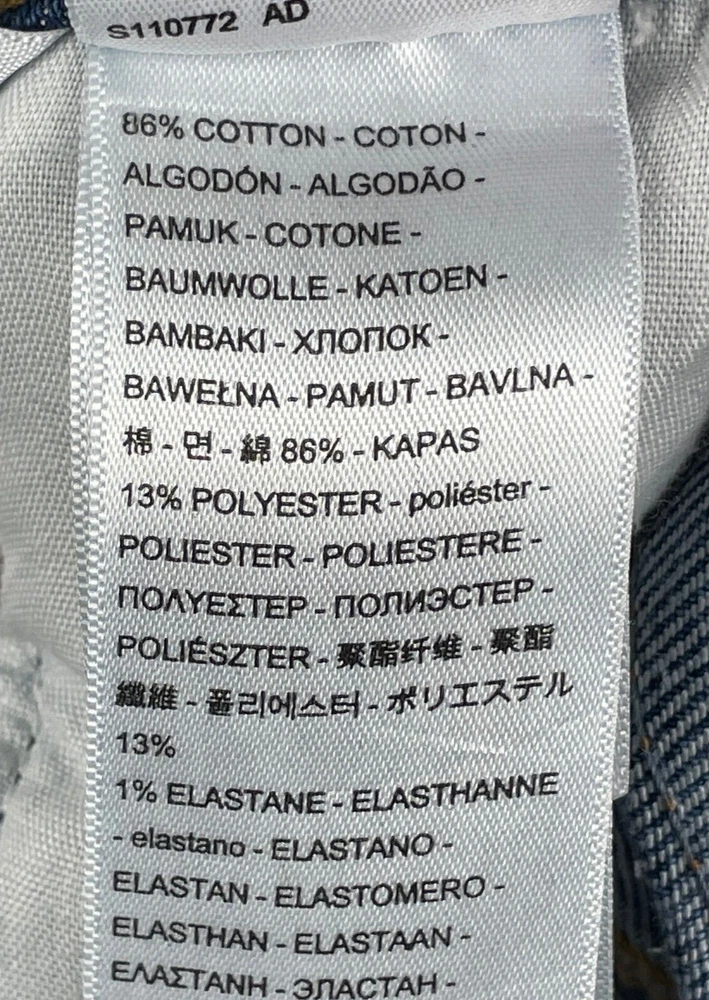 S110772 AD
86% COTTON - COTON -
ALGODÓN - ALGODÃO -
PAMUK - COTONE -
BAUMWOLLE - KATOEN -
BAMBAKI - ХЛОПОК -
BAWEŁNA - PAMUT - BAVLNA -
棉 - 면 - 綿 86% - KAPAS
13% POLYESTER - poliéster -
POLIESTER - POLIESTERE -
ΠΟΛΥΕΣΤΕΡ - ПОЛИЭСТЕР -
POLIÉSZTER - 聚酯纤维 - 聚酯
纖維 - 폴리에스터 - ポリエステル
13%
1% ELASTANE - ELASTHANNE
- elastano - ELASTANO -
ELASTAN - ELASTOMERO -
ELASTHAN - ELASTAAN -
ΕΛΑΣΤΑΝΗ - ЭЛАСТАН -